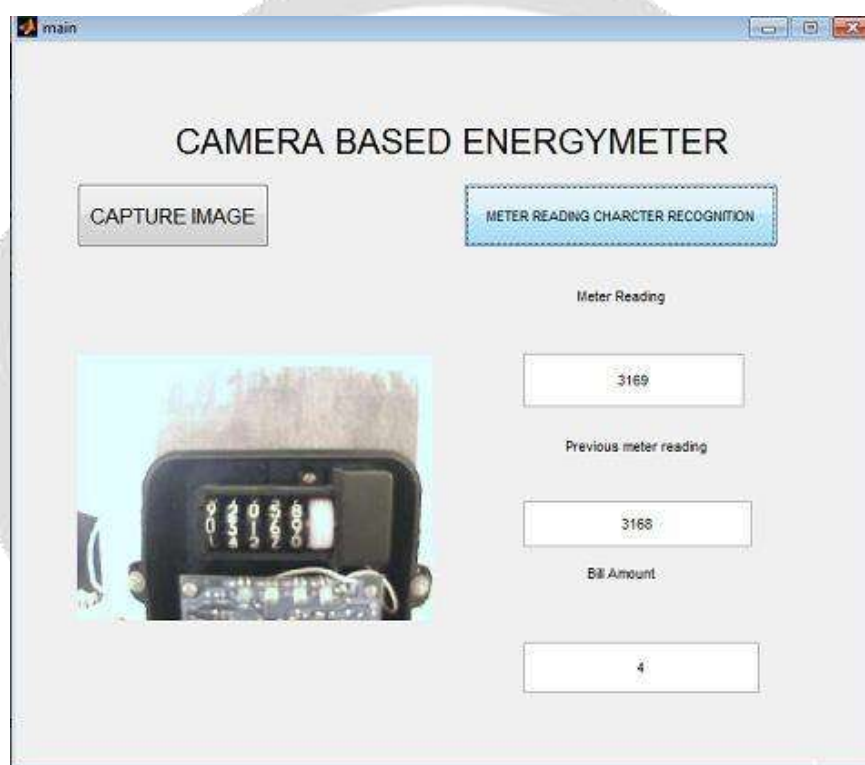 main
CAMERA BASED ENERGYMETER
CAPTURE IMAGE
METER READING CHARCTER RECOGNITION
Meter Reading
3169
Previous meter reading
3168
Bill Amount
4